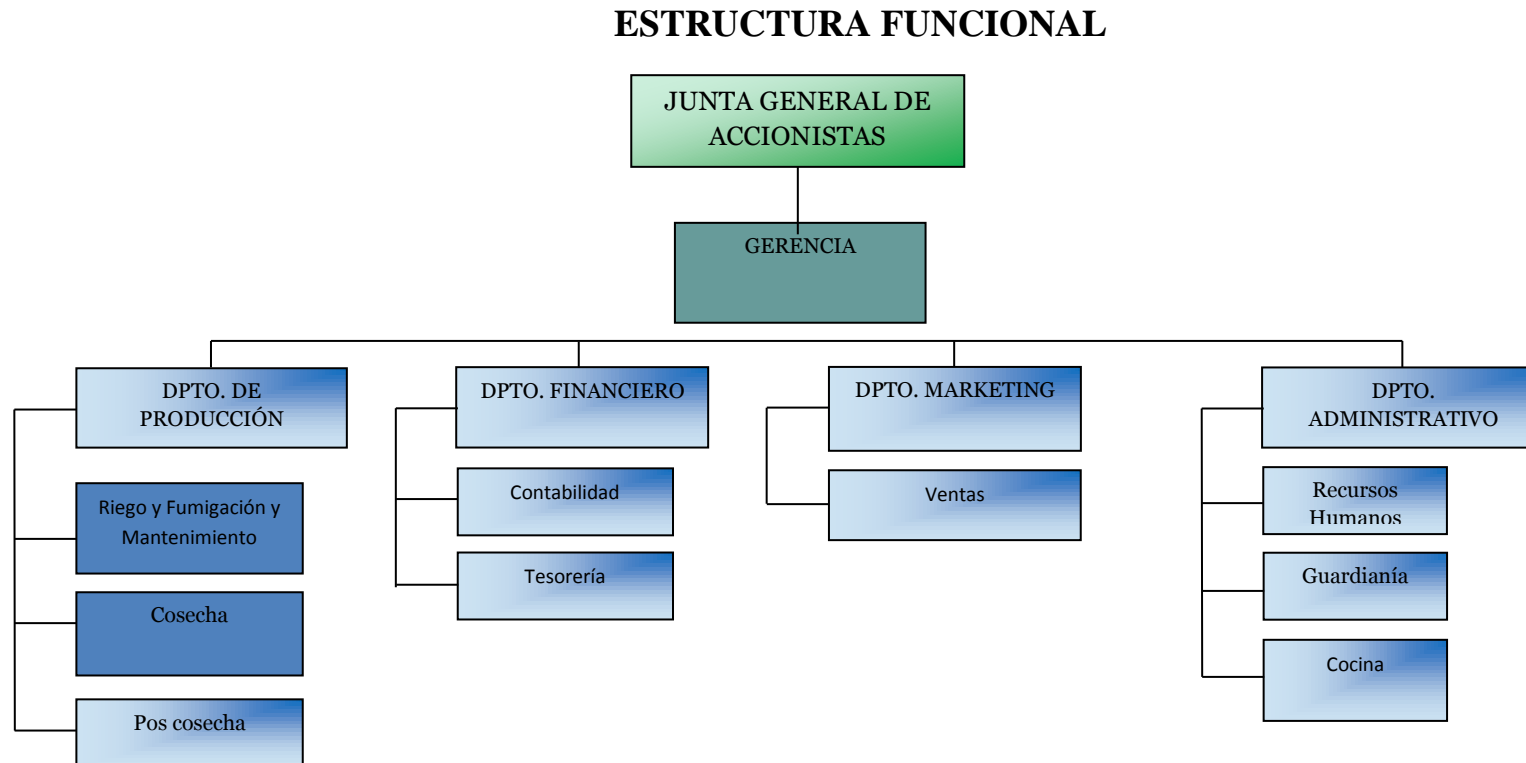 ESTRUCTURA FUNCIONAL
JUNTA GENERAL DE
ACCIONISTAS
GERENCIA
DPTO. DE
PRODUCCIÓN
Riego y Fumigación y
Mantenimiento
Cosecha
Pos cosecha
DPTO. FINANCIERO
Contabilidad
Tesorería
DPTO. MARKETING
Ventas
DPTO.
ADMINISTRATIVO
Recursos
Humanos
Guardianía
Cocina